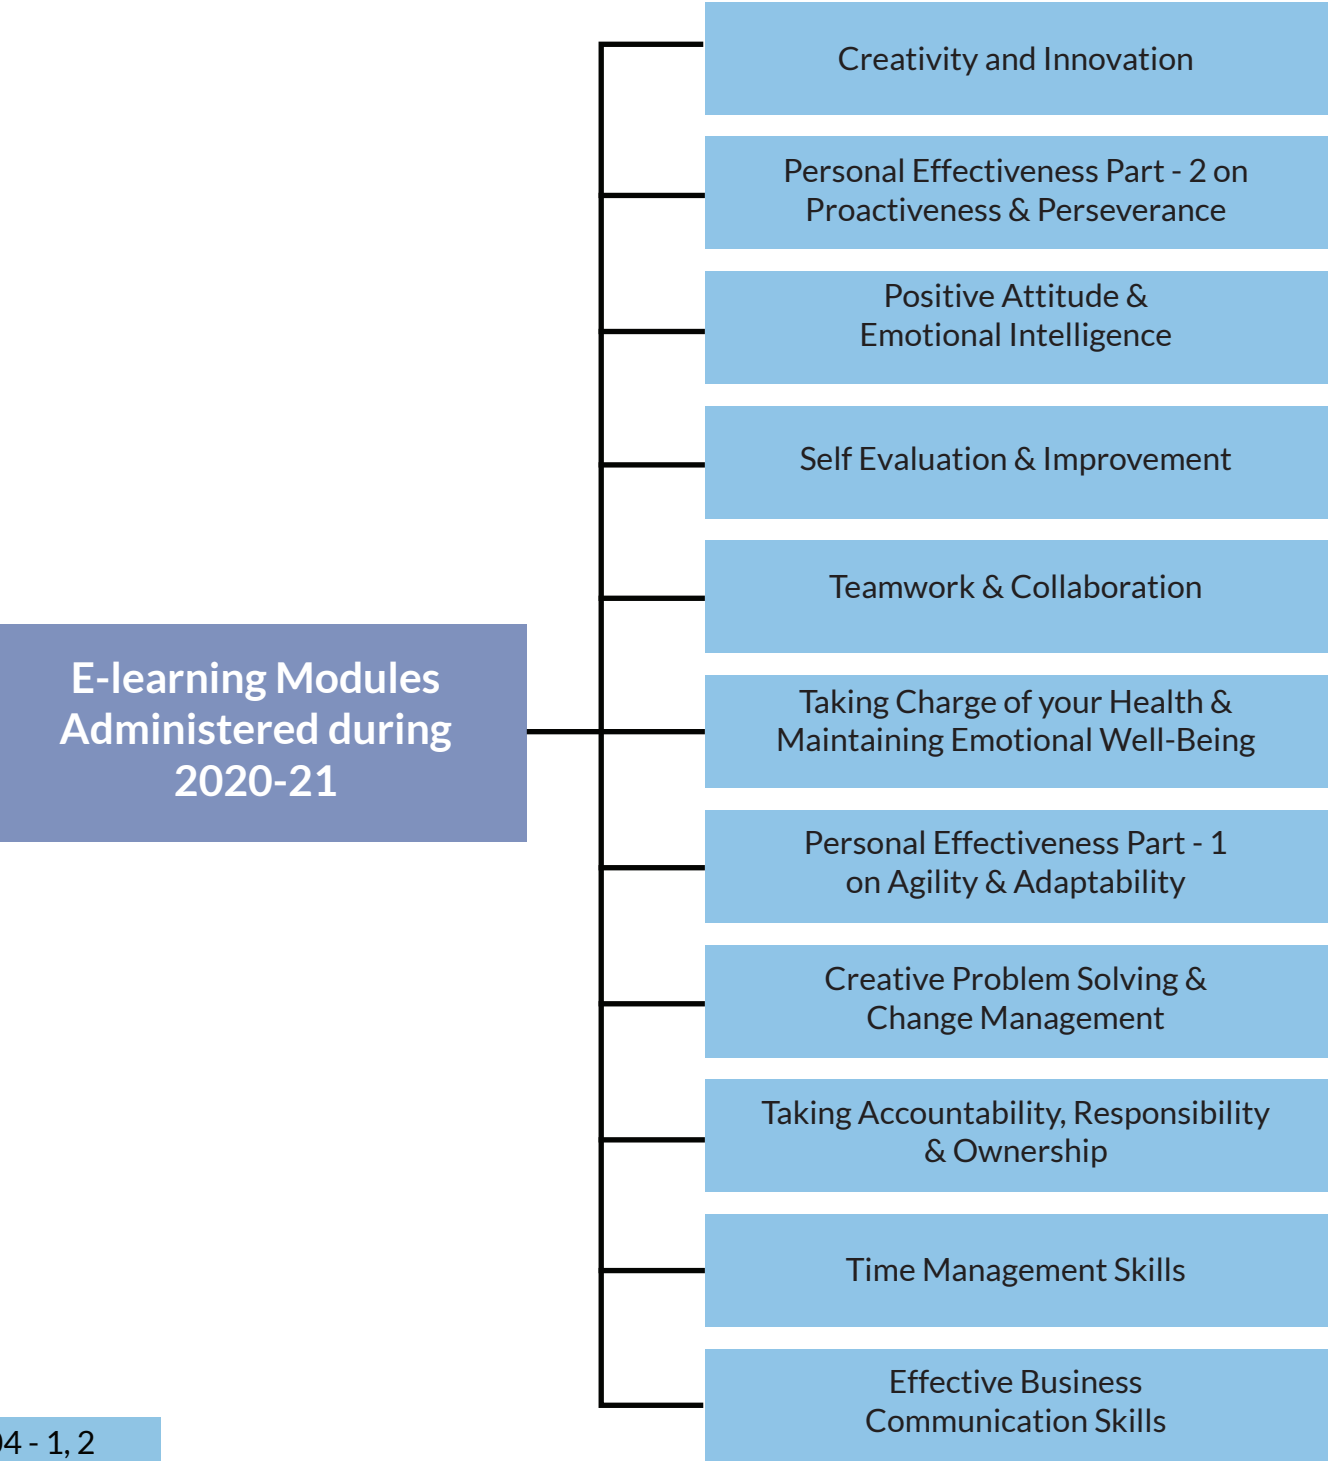 Creativity and Innovation
Personal Effectiveness Part - 2 on
Proactiveness & Perseverance
Positive Attitude &
Emotional Intelligence
Self Evaluation & Improvement
Teamwork & Collaboration
E-learning Modules
Administered during
2020-21
Taking Charge of your Health &
Maintaining Emotional Well-Being
Personal Effectiveness Part - 1
on Agility & Adaptability
Creative Problem Solving &
Change Management
Taking Accountability, Responsibility
& Ownership
Time Management Skills
Effective Business
Communication Skills
4 - 1, 2